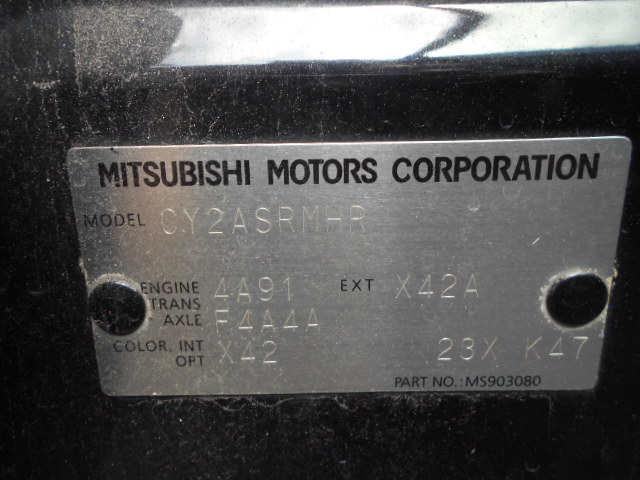 MITSUBISHI MOTORS CORPORATION
MODEL CY2ASRMHR
ENGINE 4A91 EXT X42A
TRANS
AXLE F4A4A
COLOR. INT X42 23X K47
OPT
PART NO.: MS903080